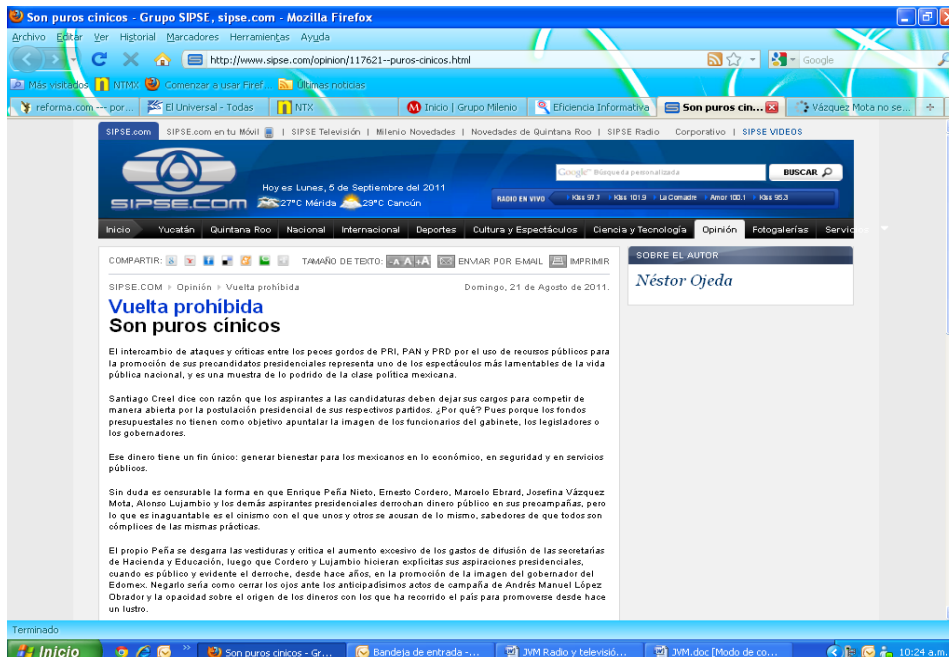 Son puros cinicos - Grupo SIPSE, sipse.com - Mozilla Firefox
Archivo Editar Ver Historial Marcadores Herramientas Ayuda
http://www.sipse.com/opinion/117621--puros-cinicos.html
Google
Más visitados NTMX Comenzar a usar Firef... Últimas noticias
reforma.com --- por... El Universal - Todas NTX Inicio | Grupo Milenio Eficiencia Informativa Son puros cin... Vázquez Mota no se...
SIPSE.com SIPSE.com en tu Móvil | SIPSE Televisión | Milenio Novedades | Novedades de Quintana Roo | SIPSE Radio Corporativo | SIPSE VIDEOS
Google Búsqueda personalizada BUSCAR
SIPSE.COM
Hoy es Lunes, 5 de Septiembre del 2011
27°C Mérida 29°C Cancún
RADIO EN VIVO Kiss 97.7 Kiss 101.9 La Comadre Amor 100.1 Kiss 95.3
Inicio Yucatán Quintana Roo Nacional Internacional Deportes Cultura y Espectáculos Ciencia y Tecnología Opinión Fotogalerías Servicio
COMPARTIR: TAMAÑO DE TEXTO: -A A +A ENVIAR POR E-MAIL IMPRIMIR
SOBRE EL AUTOR
Néstor Ojeda
SIPSE.COM Opinión Vuelta prohíbida Domingo, 21 de Agosto de 2011.
Vuelta prohíbida
Son puros cínicos
El intercambio de ataques y críticas entre los peces gordos de PRI, PAN y PRD por el uso de recursos públicos para
la promoción de sus precandidatos presidenciales representa uno de los espectáculos más lamentables de la vida
pública nacional, y es una muestra de lo podrido de la clase política mexicana.
Santiago Creel dice con razón que los aspirantes a las candidaturas deben dejar sus cargos para competir de
manera abierta por la postulación presidencial de sus respectivos partidos. ¿Por qué? Pues porque los fondos
presupuestales no tienen como objetivo apuntalar la imagen de los funcionarios del gabinete, los legisladores o
los gobernadores.
Ese dinero tiene un fin único: generar bienestar para los mexicanos en lo económico, en seguridad y en servicios
públicos.
Sin duda es censurable la forma en que Enrique Peña Nieto, Ernesto Cordero, Marcelo Ebrard, Josefina Vázquez
Mota, Alonso Lujambio y los demás aspirantes presidenciales derrochan dinero público en sus precampañas, pero
lo que es inaguantable es el cinismo con el que unos y otros se acusan de lo mismo, sabedores de que todos son
cómplices de las mismas prácticas.
El propio Peña se desgarra las vestiduras y critica el aumento excesivo de los gastos de difusión de las secretarías
de Hacienda y Educación, luego que Cordero y Lujambio hicieran explícitas sus aspiraciones presidenciales,
cuando es público y evidente el derroche, desde hace años, en la promoción de la imagen del gobernador del
Edomex. Negarlo sería como cerrar los ojos ante los anticipadísimos actos de campaña de Andrés Manuel López
Obrador y la opacidad sobre el origen de los dineros con los que ha recorrido el país para promoverse desde hace
un lustro.
Terminado
Inicio Son puros cinicos - Gr... Bandeja de entrada -... JVM Radio y televisió... JVM.doc [Modo de co... 10:24 a.m.